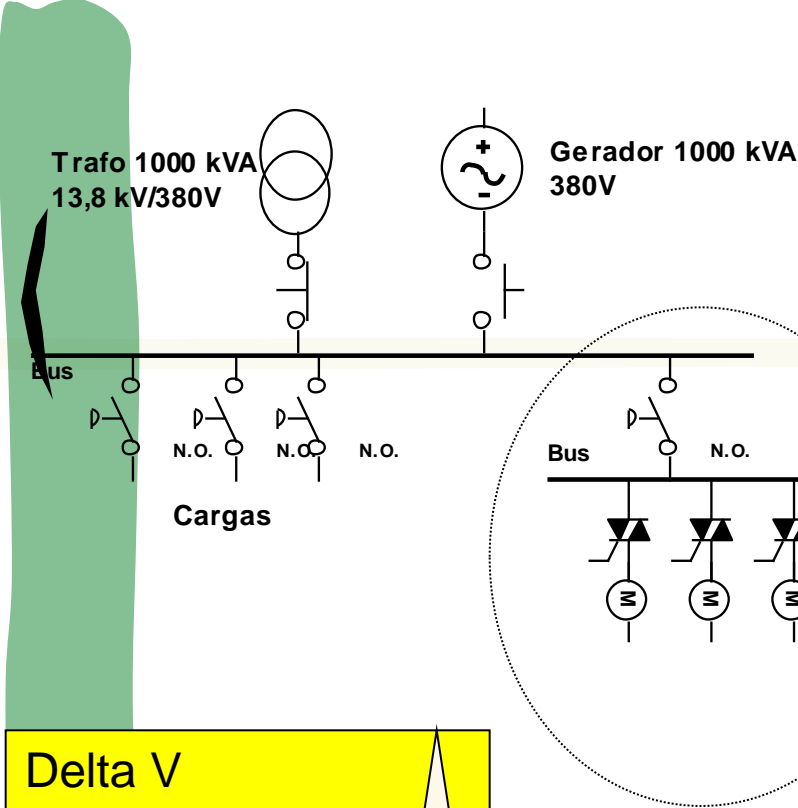 Trafo 1000 kVA
13,8 kV/380V
Gerador 1000 kVA
380V
+
-
Bus
N.O.
N.O.
N.O.
Cargas
Bus
N.O.
M
M
M
Delta V